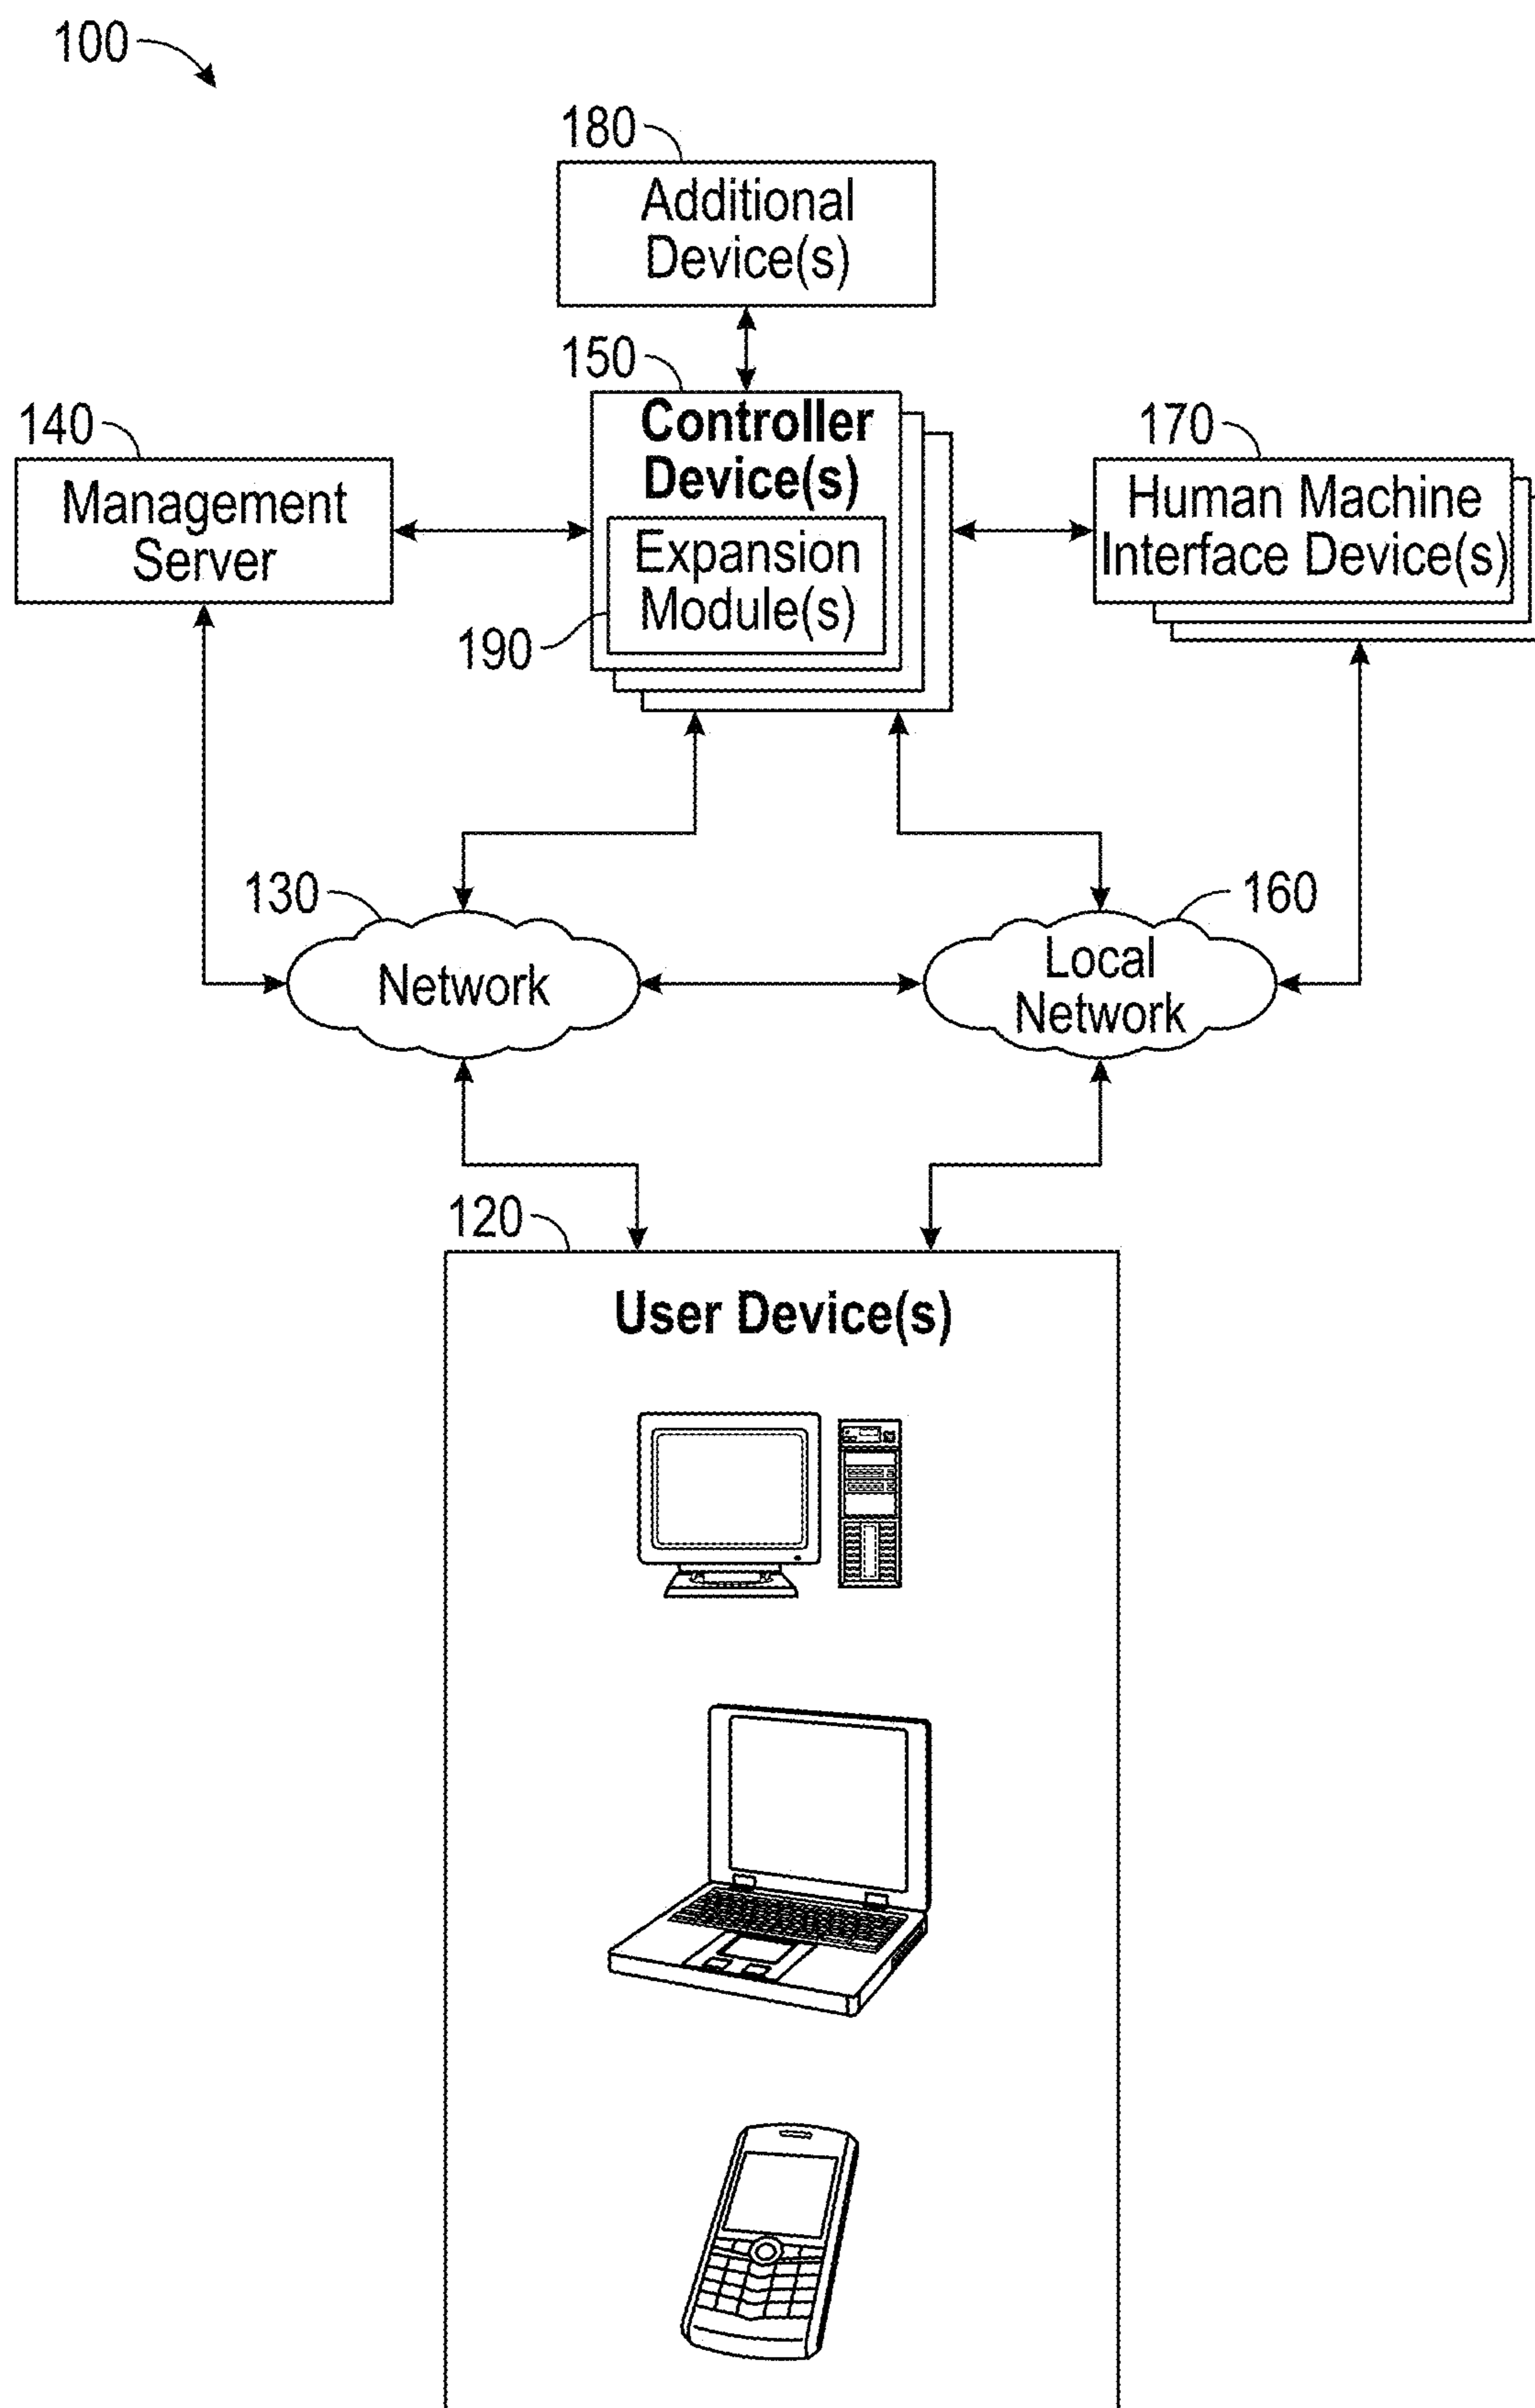 100
180
Additional
Device(s)
150
Controller
Device(s)
140
Management
Server
170
Human Machine
Interface Device(s)
Expansion
Module(s)
190
130
Network
160
Local
Network
120
User Device(s)